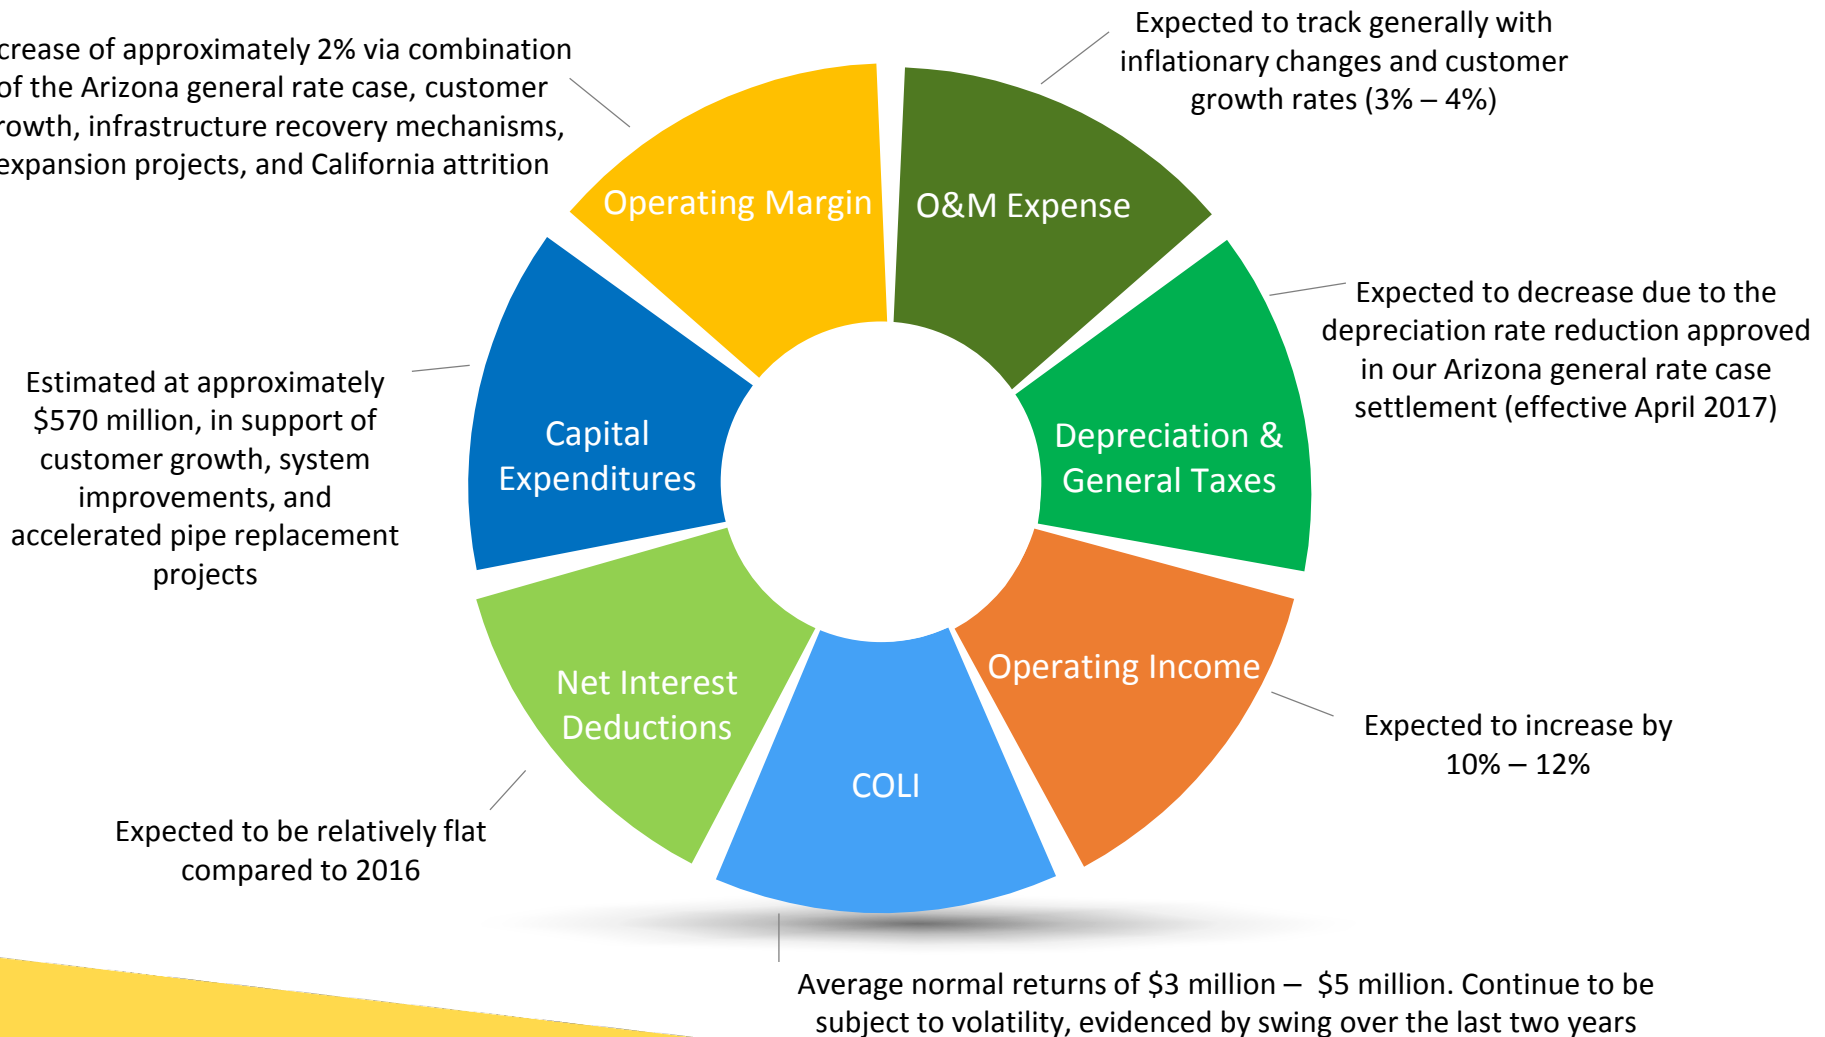 crease of approximately 2% via combination
of the Arizona general rate case, customer
rowth, infrastructure recovery mechanisms,
expansion projects, and California attrition
Expected to track generally with
inflationary changes and customer
growth rates (3% – 4%)
Operating Margin
O&M Expense
Expected to decrease due to the
depreciation rate reduction approved
in our Arizona general rate case
settlement (effective April 2017)
Estimated at approximately
$570 million, in support of
customer growth, system
improvements, and
accelerated pipe replacement
projects
Capital
Expenditures
Depreciation &
General Taxes
Net Interest
Deductions
Operating Income
COLI
Expected to increase by
10% – 12%
Expected to be relatively flat
compared to 2016
Average normal returns of $3 million – $5 million. Continue to be
subject to volatility, evidenced by swing over the last two years